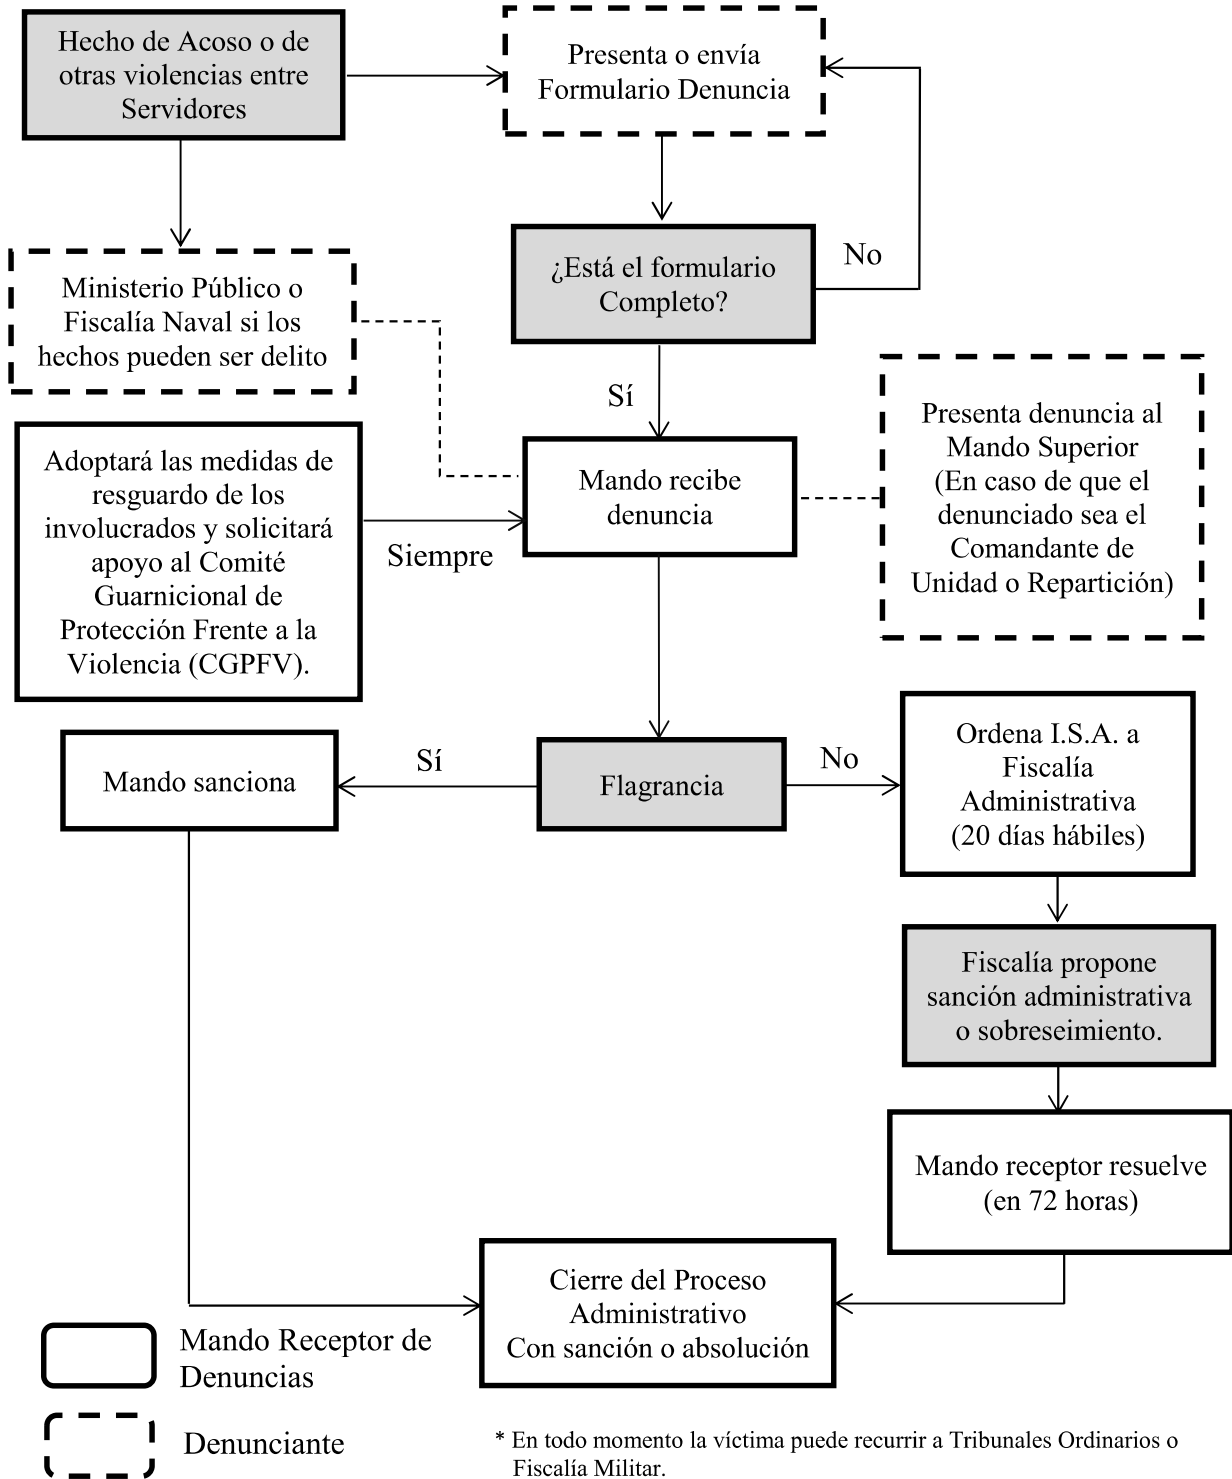 Hecho de Acoso o de
otras violencias entre
Servidores
Presenta o envía
Formulario Denuncia
¿Está el formulario
Completo?
No
Ministerio Público o
Fiscalía Naval si los
hechos pueden ser delito
Sí
Presenta denuncia al
Mando Superior
(En caso de que el
denunciado sea el
Comandante de
Unidad o Repartición)
Adoptará las medidas de
resguardo de los
involucrados y solicitará
apoyo al Comité
Guarnicional de
Protección Frente a la
Violencia (CGPFV).
Siempre
Mando recibe
denuncia
Mando sanciona
Sí
Flagrancia
No
Ordena I.S.A. a
Fiscalía
Administrativa
(20 días hábiles)
Fiscalía propone
sanción administrativa
o sobreseimiento.
Mando receptor resuelve
(en 72 horas)
Cierre del Proceso
Administrativo
Con sanción o absolución
Mando Receptor de
Denuncias
Denunciante
* En todo momento la víctima puede recurrir a Tribunales Ordinarios o
Fiscalía Militar.